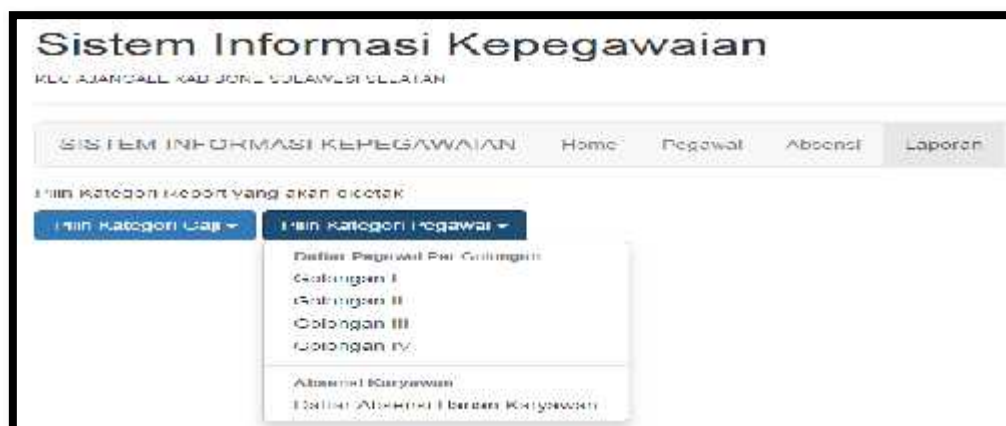 Sistem Informasi Kepegawaian
KEC AJANGALE KAB BONE SULAWESI SELATAN
SISTEM INFORMASI KEPEGAWAIAN Home Pegawai Absensi Laporan
Pilih Kategori Report yang akan dicetak
Pilih Kategori Gaji Pilih Kategori Pegawai
Daftar Pegawai Per Golongan
Golongan I
Golongan II
Golongan III
Golongan IV
Absensi Karyawan
Daftar Absensi Harian Karyawan